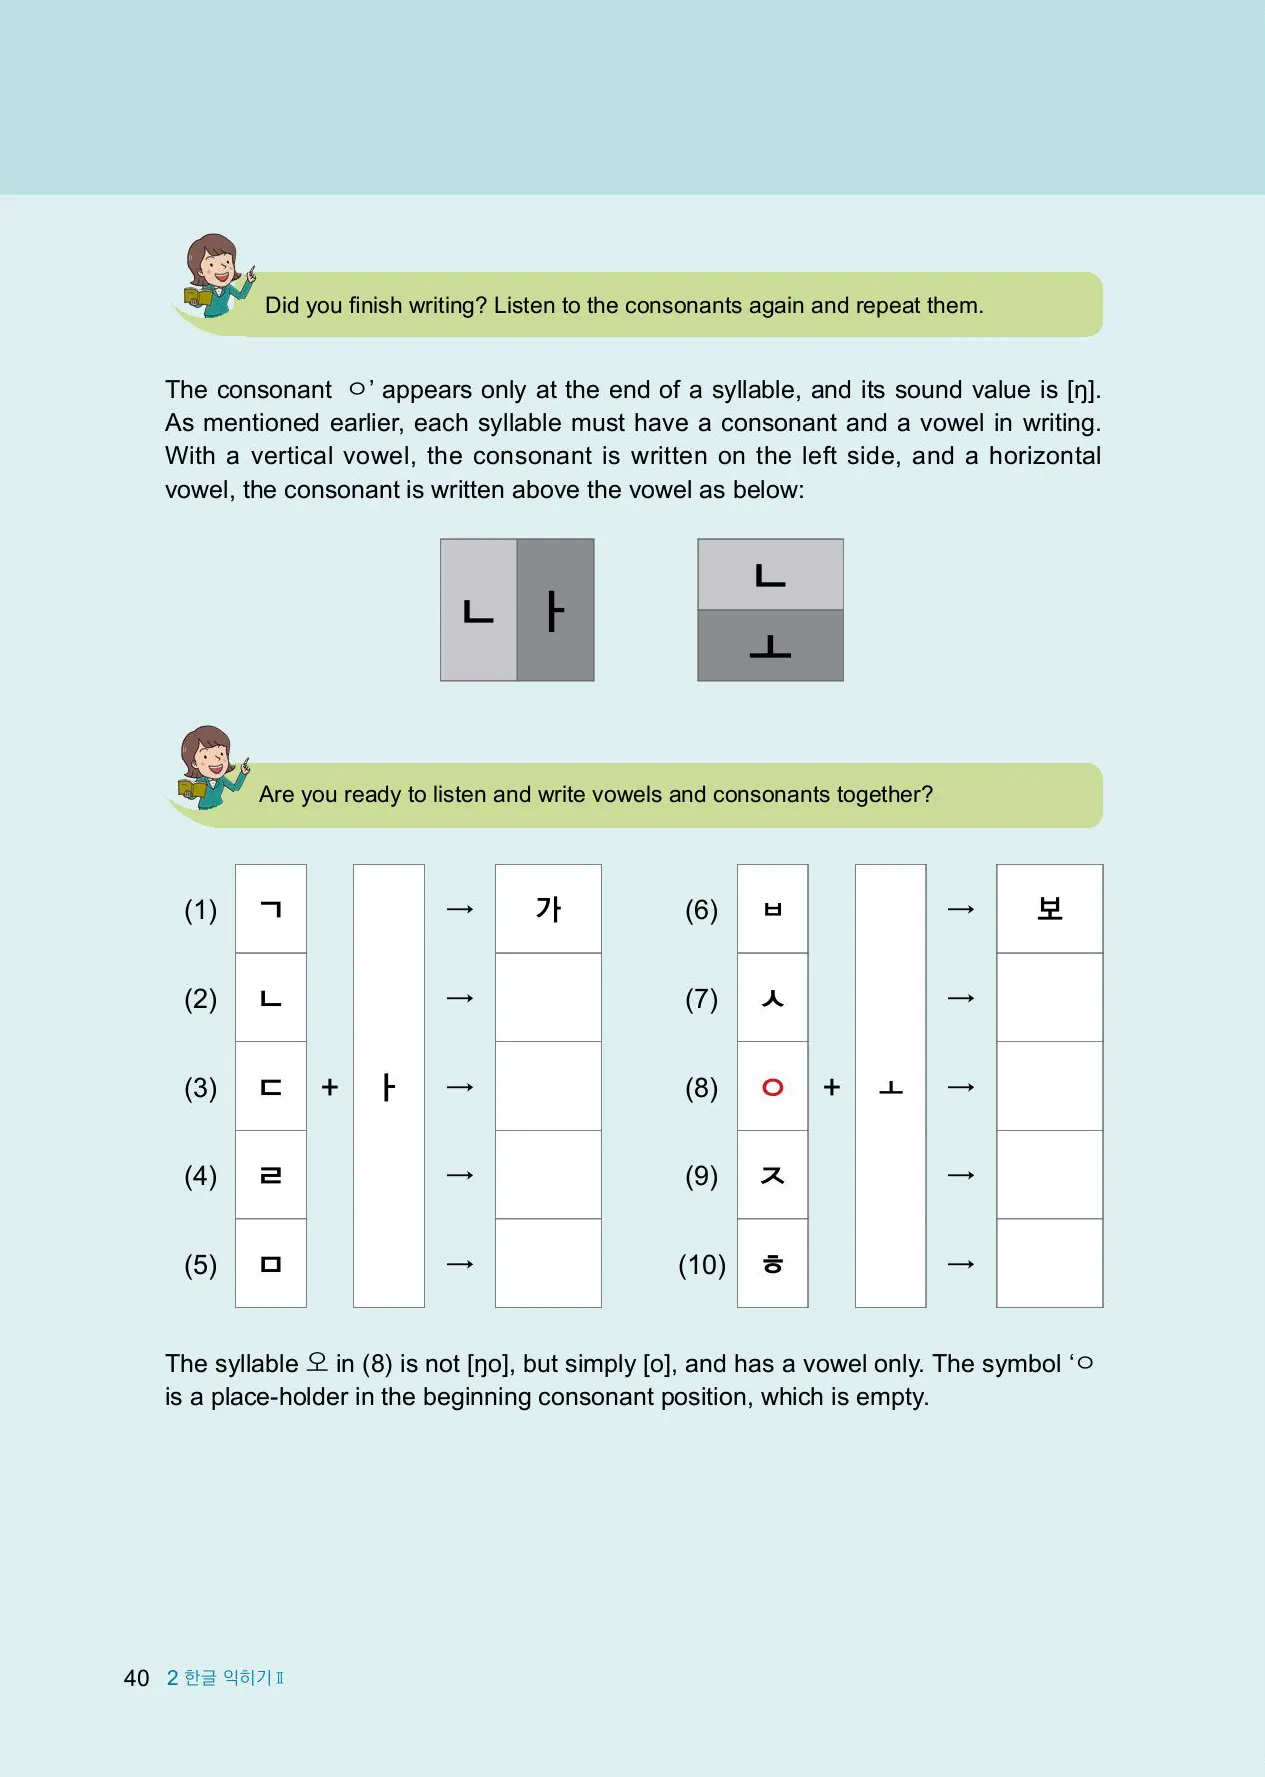 Did you finish writing? Listen to the consonants again and repeat them.
The consonant ㅇ’ appears only at the end of a syllable, and its sound value is [ŋ].
As mentioned earlier, each syllable must have a consonant and a vowel in writing.
With a vertical vowel, the consonant is written on the left side, and a horizontal
vowel, the consonant is written above the vowel as below:
ㄴ ㅏ
ㄴ
ㅗ
Are you ready to listen and write vowels and consonants together?
(1) ㄱ → 가
(2) ㄴ →
(3) ㄷ + ㅏ →
(4) ㄹ →
(5) ㅁ →
(6) ㅂ → 보
(7) ㅅ →
(8) ㅇ + ㅗ →
(9) ㅈ →
(10) ㅎ →
The syllable 오 in (8) is not [ŋo], but simply [o], and has a vowel only. The symbol ‘ㅇ
is a place-holder in the beginning consonant position, which is empty.
40 2 한글 익히기 Ⅱ